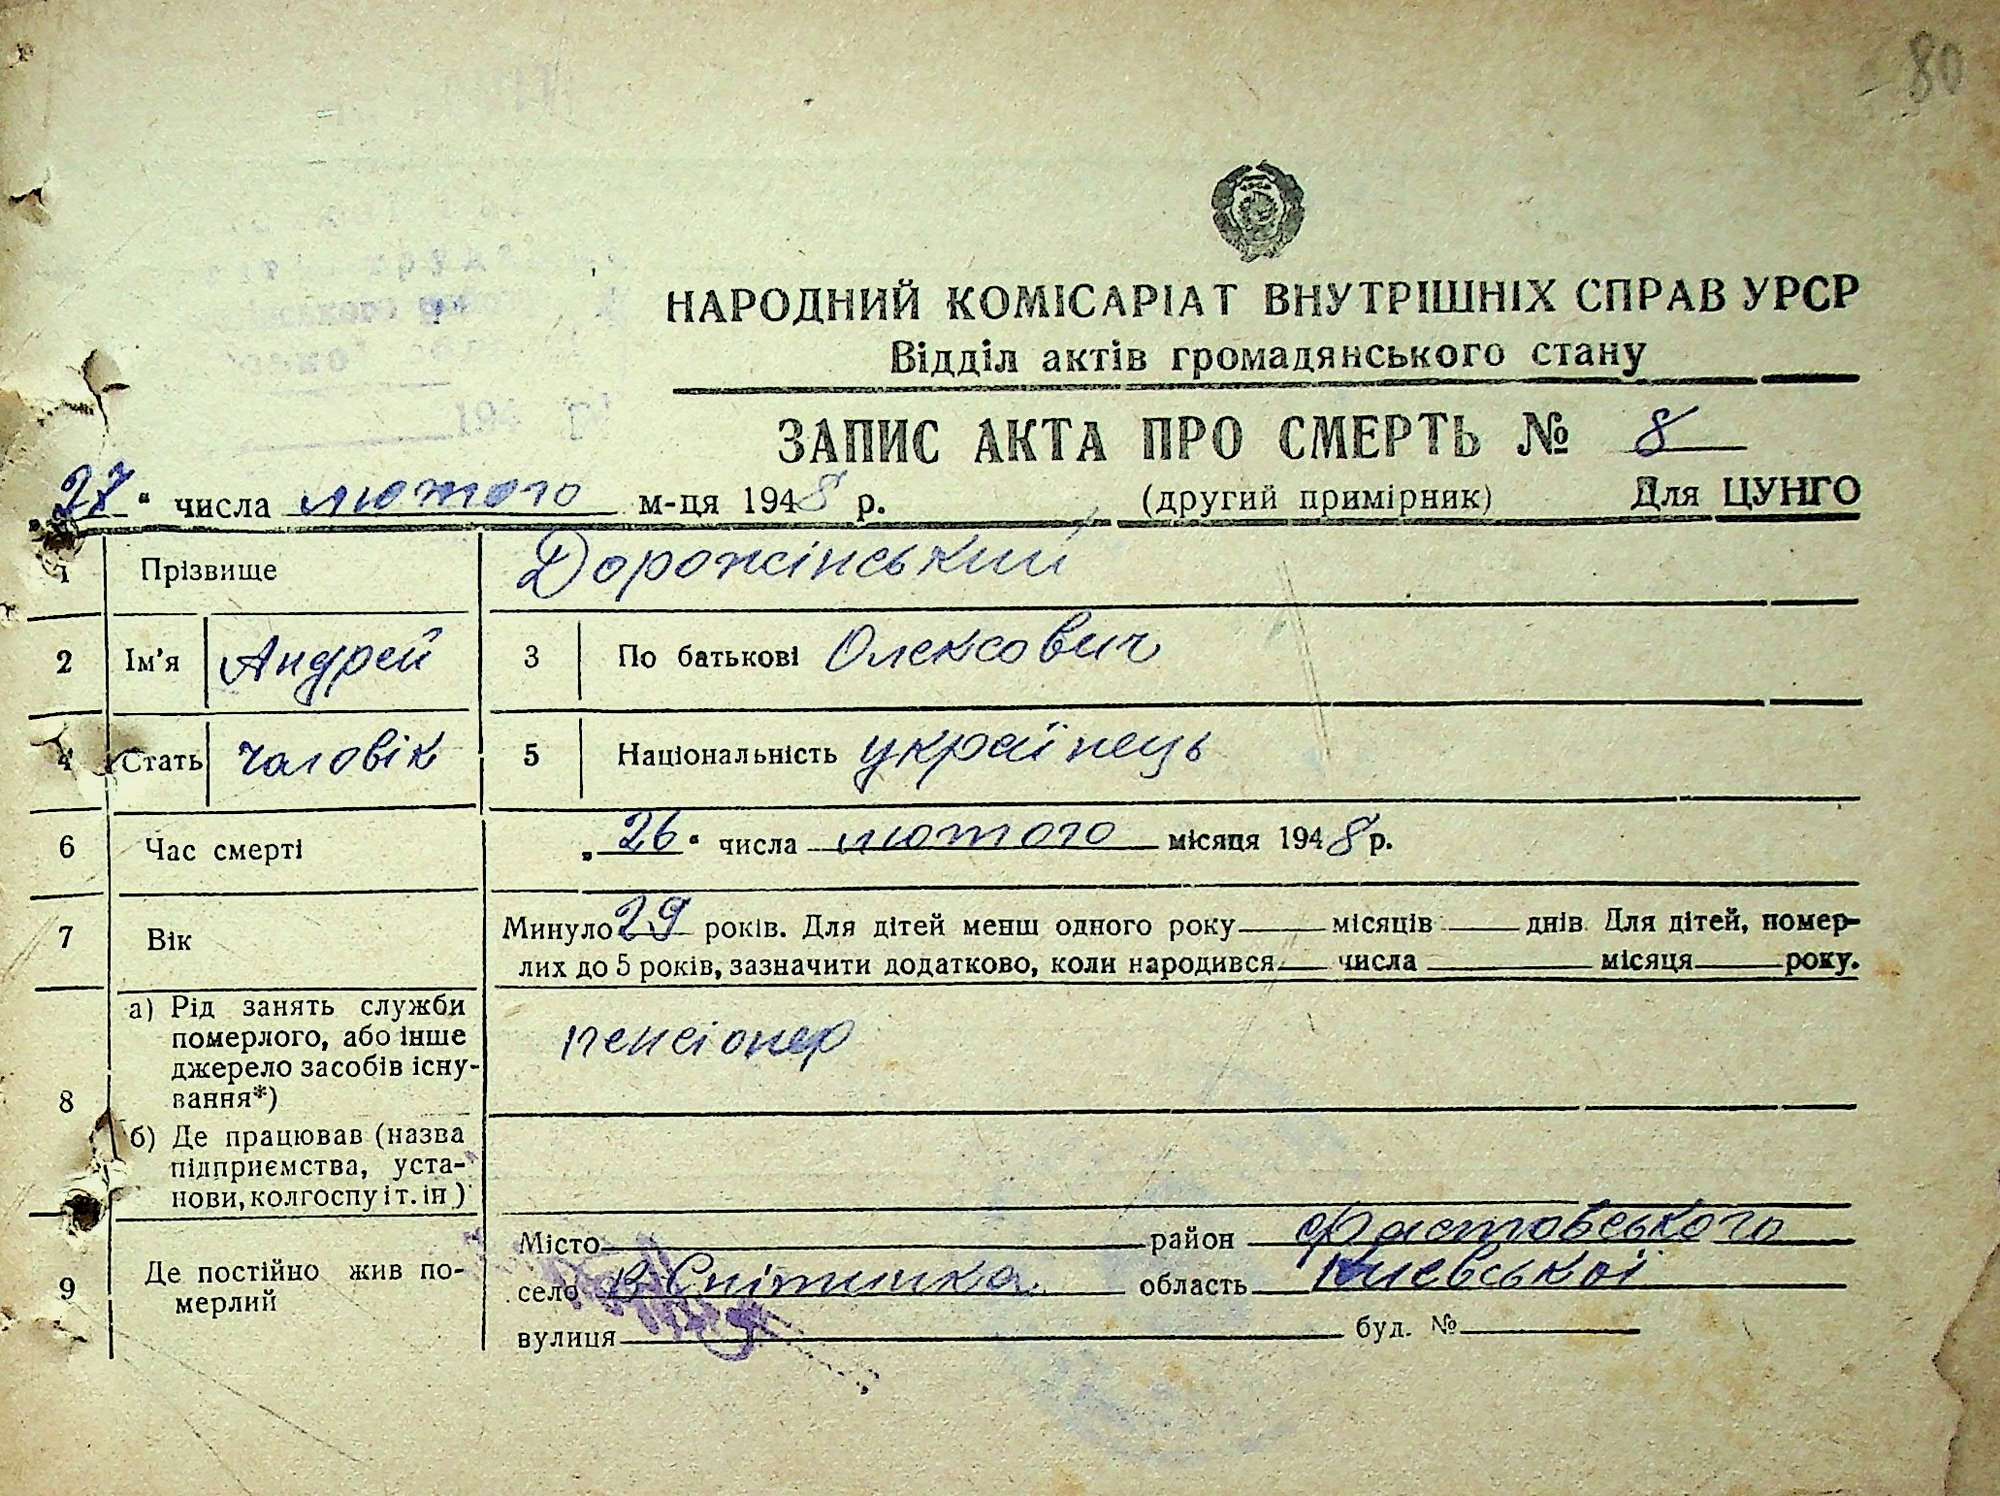 80
НАРОДНИЙ КОМІСАРІАТ ВНУТРІШНІХ СПРАВ УРСР
Відділ актів громадянського стану
ЗАПИС АКТА ПРО СМЕРТЬ № 8
„27“ числа лютого м-ця 1948 р. (другий примірник) Для ЦУНГО
1 Прізвище Дорожінський
2 Ім'я Андрей 3 По батькові Олексович
4 Стать чоловік 5 Національність українець
6 Час смерті „26“ числа лютого місяця 1948 р.
7 Вік Минуло 29 років. Для дітей менш одного року місяців днів. Для дітей, помер-
лих до 5 років, зазначити додатково, коли народився числа місяця року.
8 а) Рід занять служби
померлого, або інше
джерело засобів існу-
вання*)
пенсіонер
б) Де працював (назва
підприємства, уста-
нови, колгоспу і т. ін )
9 Де постійно жив по-
мерлий
Місто район Фастовського
село В Снітинка область Київської
вулиця буд. №